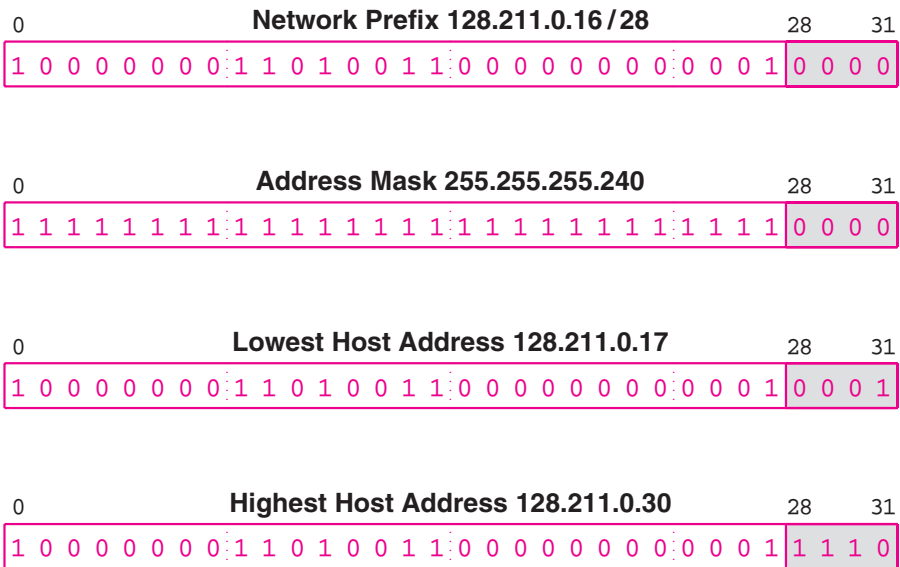 Network Prefix 128.211.0.16 / 28
0 28 31
1 0 0 0 0 0 0 0 1 1 0 1 0 0 1 1 0 0 0 0 0 0 0 0 0 0 0 1 0 0 0 0
Address Mask 255.255.255.240
0 28 31
1 1 1 1 1 1 1 1 1 1 1 1 1 1 1 1 1 1 1 1 1 1 1 1 1 1 1 1 0 0 0 0
Lowest Host Address 128.211.0.17
0 28 31
1 0 0 0 0 0 0 0 1 1 0 1 0 0 1 1 0 0 0 0 0 0 0 0 0 0 0 1 0 0 0 1
Highest Host Address 128.211.0.30
0 28 31
1 0 0 0 0 0 0 0 1 1 0 1 0 0 1 1 0 0 0 0 0 0 0 0 0 0 0 1 1 1 1 0